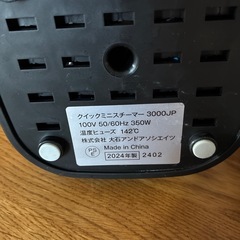 クイックミニスチーマー 3000JP
100V 50/60Hz 350W
温度ヒューズ 142℃
株式会社 大石アンドアソシエイツ
PS E Made in China
2024年製 2402